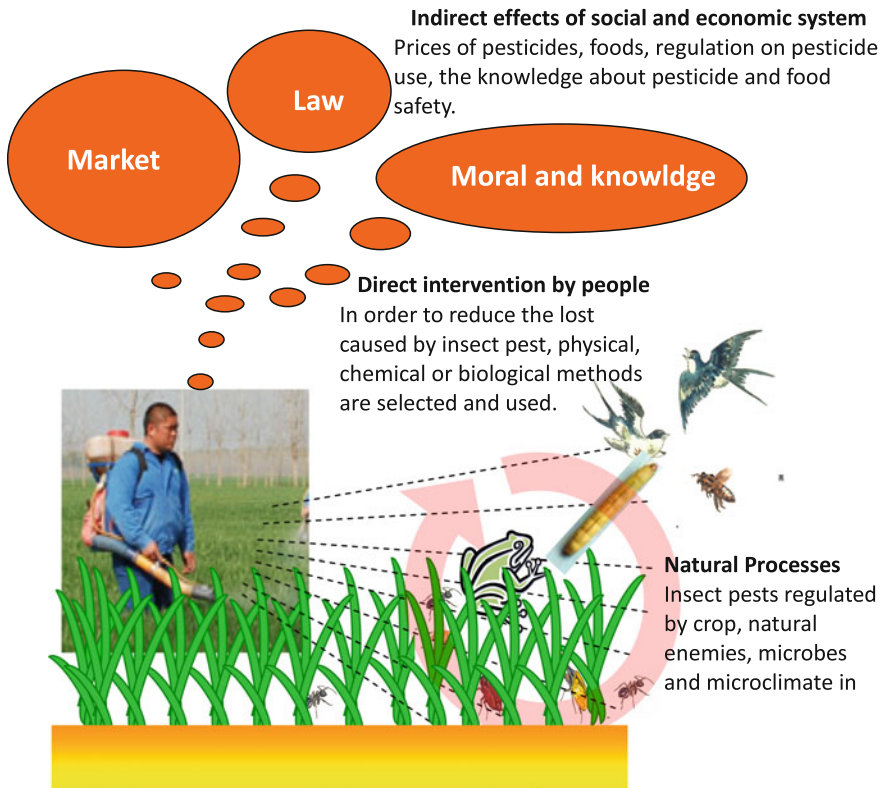 Indirect effects of social and economic system
Prices of pesticides, foods, regulation on pesticide
use, the knowledge about pesticide and food
safety.
Law
Market
Moral and knowldge
Direct intervention by people
In order to reduce the lost
caused by insect pest, physical,
chemical or biological methods
are selected and used.
Natural Processes
Insect pests regulated
by crop, natural
enemies, microbes
and microclimate in